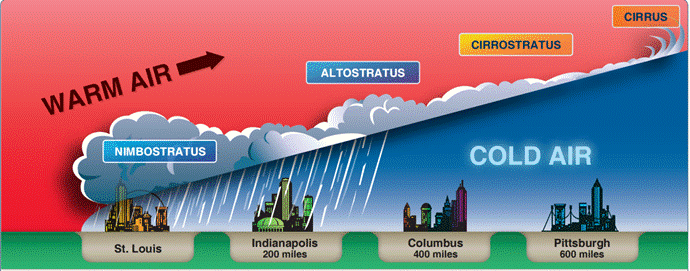 CIRRUS
CIRROSTRATUS
ALTOSTRATUS
WARM AIR
NIMBOSTRATUS
COLD AIR
St. Louis
Indianapolis
200 miles
Columbus
400 miles
Pittsburgh
600 miles